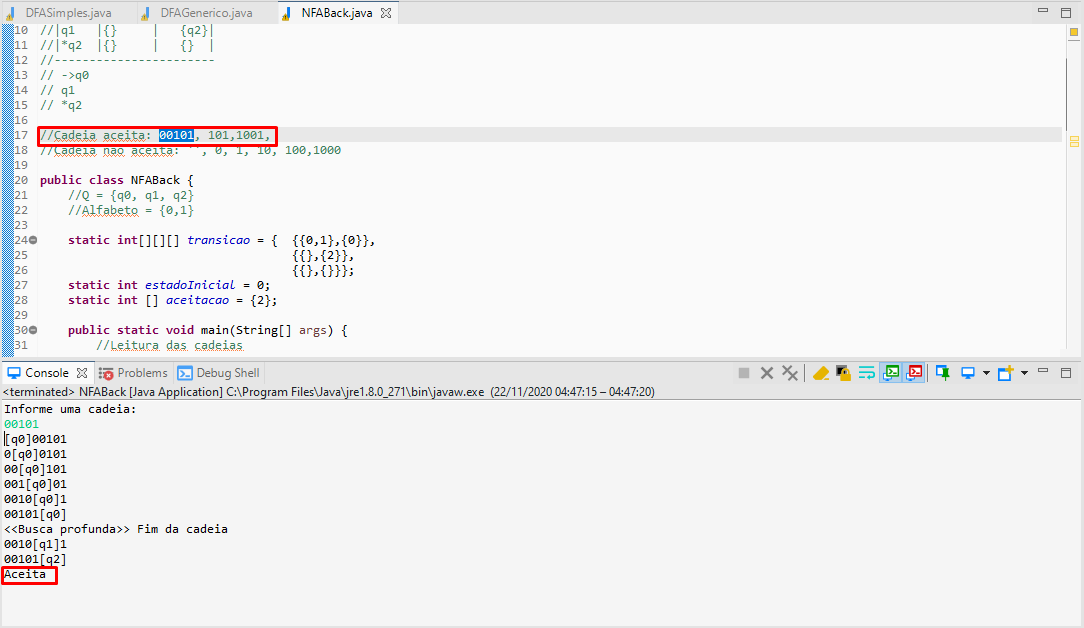 DFASimples.java DFAGenerico.java NFABack.java
10 //|q1  |{}     |   {q2}|
11 //|*q2  |{}     |   {}  |
12 //-----------------------
13 // ->q0
14 // q1
15 // *q2
16
17 //Cadeia aceita: 00101, 101,1001,
18 //Cadeia não aceita: '', 0, 1, 10, 100,1000
19
20 public class NFABack {
21 //Q = {q0, q1, q2}
22 //Alfabeto = {0,1}
23
24 static int[][][] transicao = {  {{0,1},{0}},
25 {{},{2}},
26 {{},{}}};
27 static int estadoInicial = 0;
28 static int [] aceitacao = {2};
29
30 public static void main(String[] args) {
31 //Leitura das cadeias
Console Problems Debug Shell
<terminated> NFABack [Java Application] C:\Program Files\Java\jre1.8.0_271\bin\javaw.exe (22/11/2020 04:47:15 – 04:47:20)
Informe uma cadeia:
00101
[q0]00101
0[q0]0101
00[q0]101
001[q0]01
0010[q0]1
00101[q0]
<<Busca profunda>> Fim da cadeia
0010[q1]1
00101[q2]
Aceita